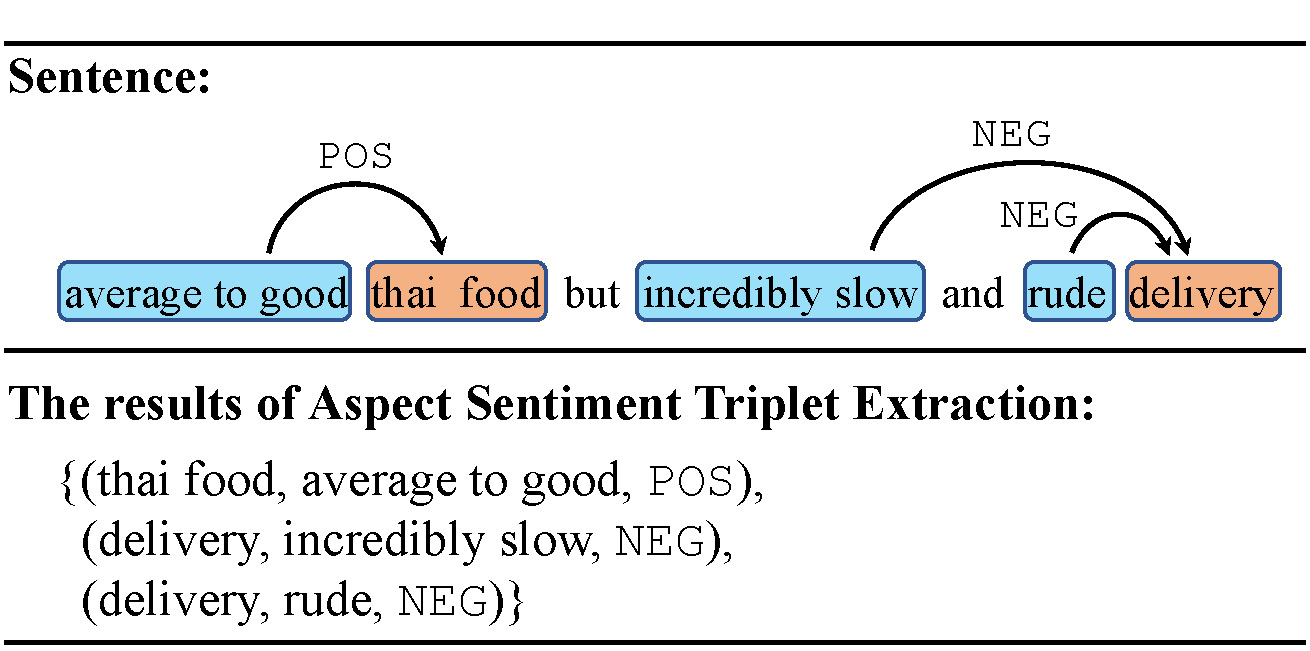 Sentence:
POS
NEG
NEG
average to good thai food but incredibly slow and rude delivery
The results of Aspect Sentiment Triplet Extraction:
{(thai food, average to good, POS),
(delivery, incredibly slow, NEG),
(delivery, rude, NEG)}